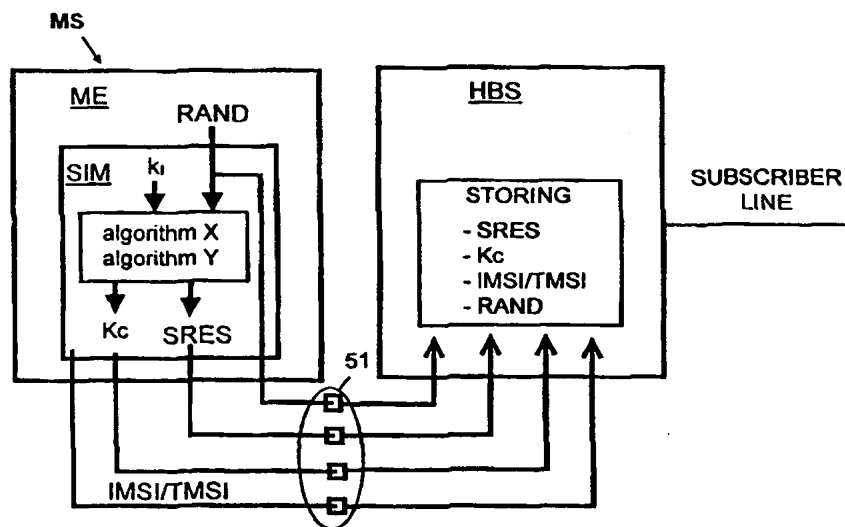 MS
ME
RAND
SIM
kI
algorithm X
algorithm Y
Kc
SRES
HBS
STORING
- SRES
- Kc
- IMSI/TMSI
- RAND
SUBSCRIBER
LINE
51
IMSI/TMSI